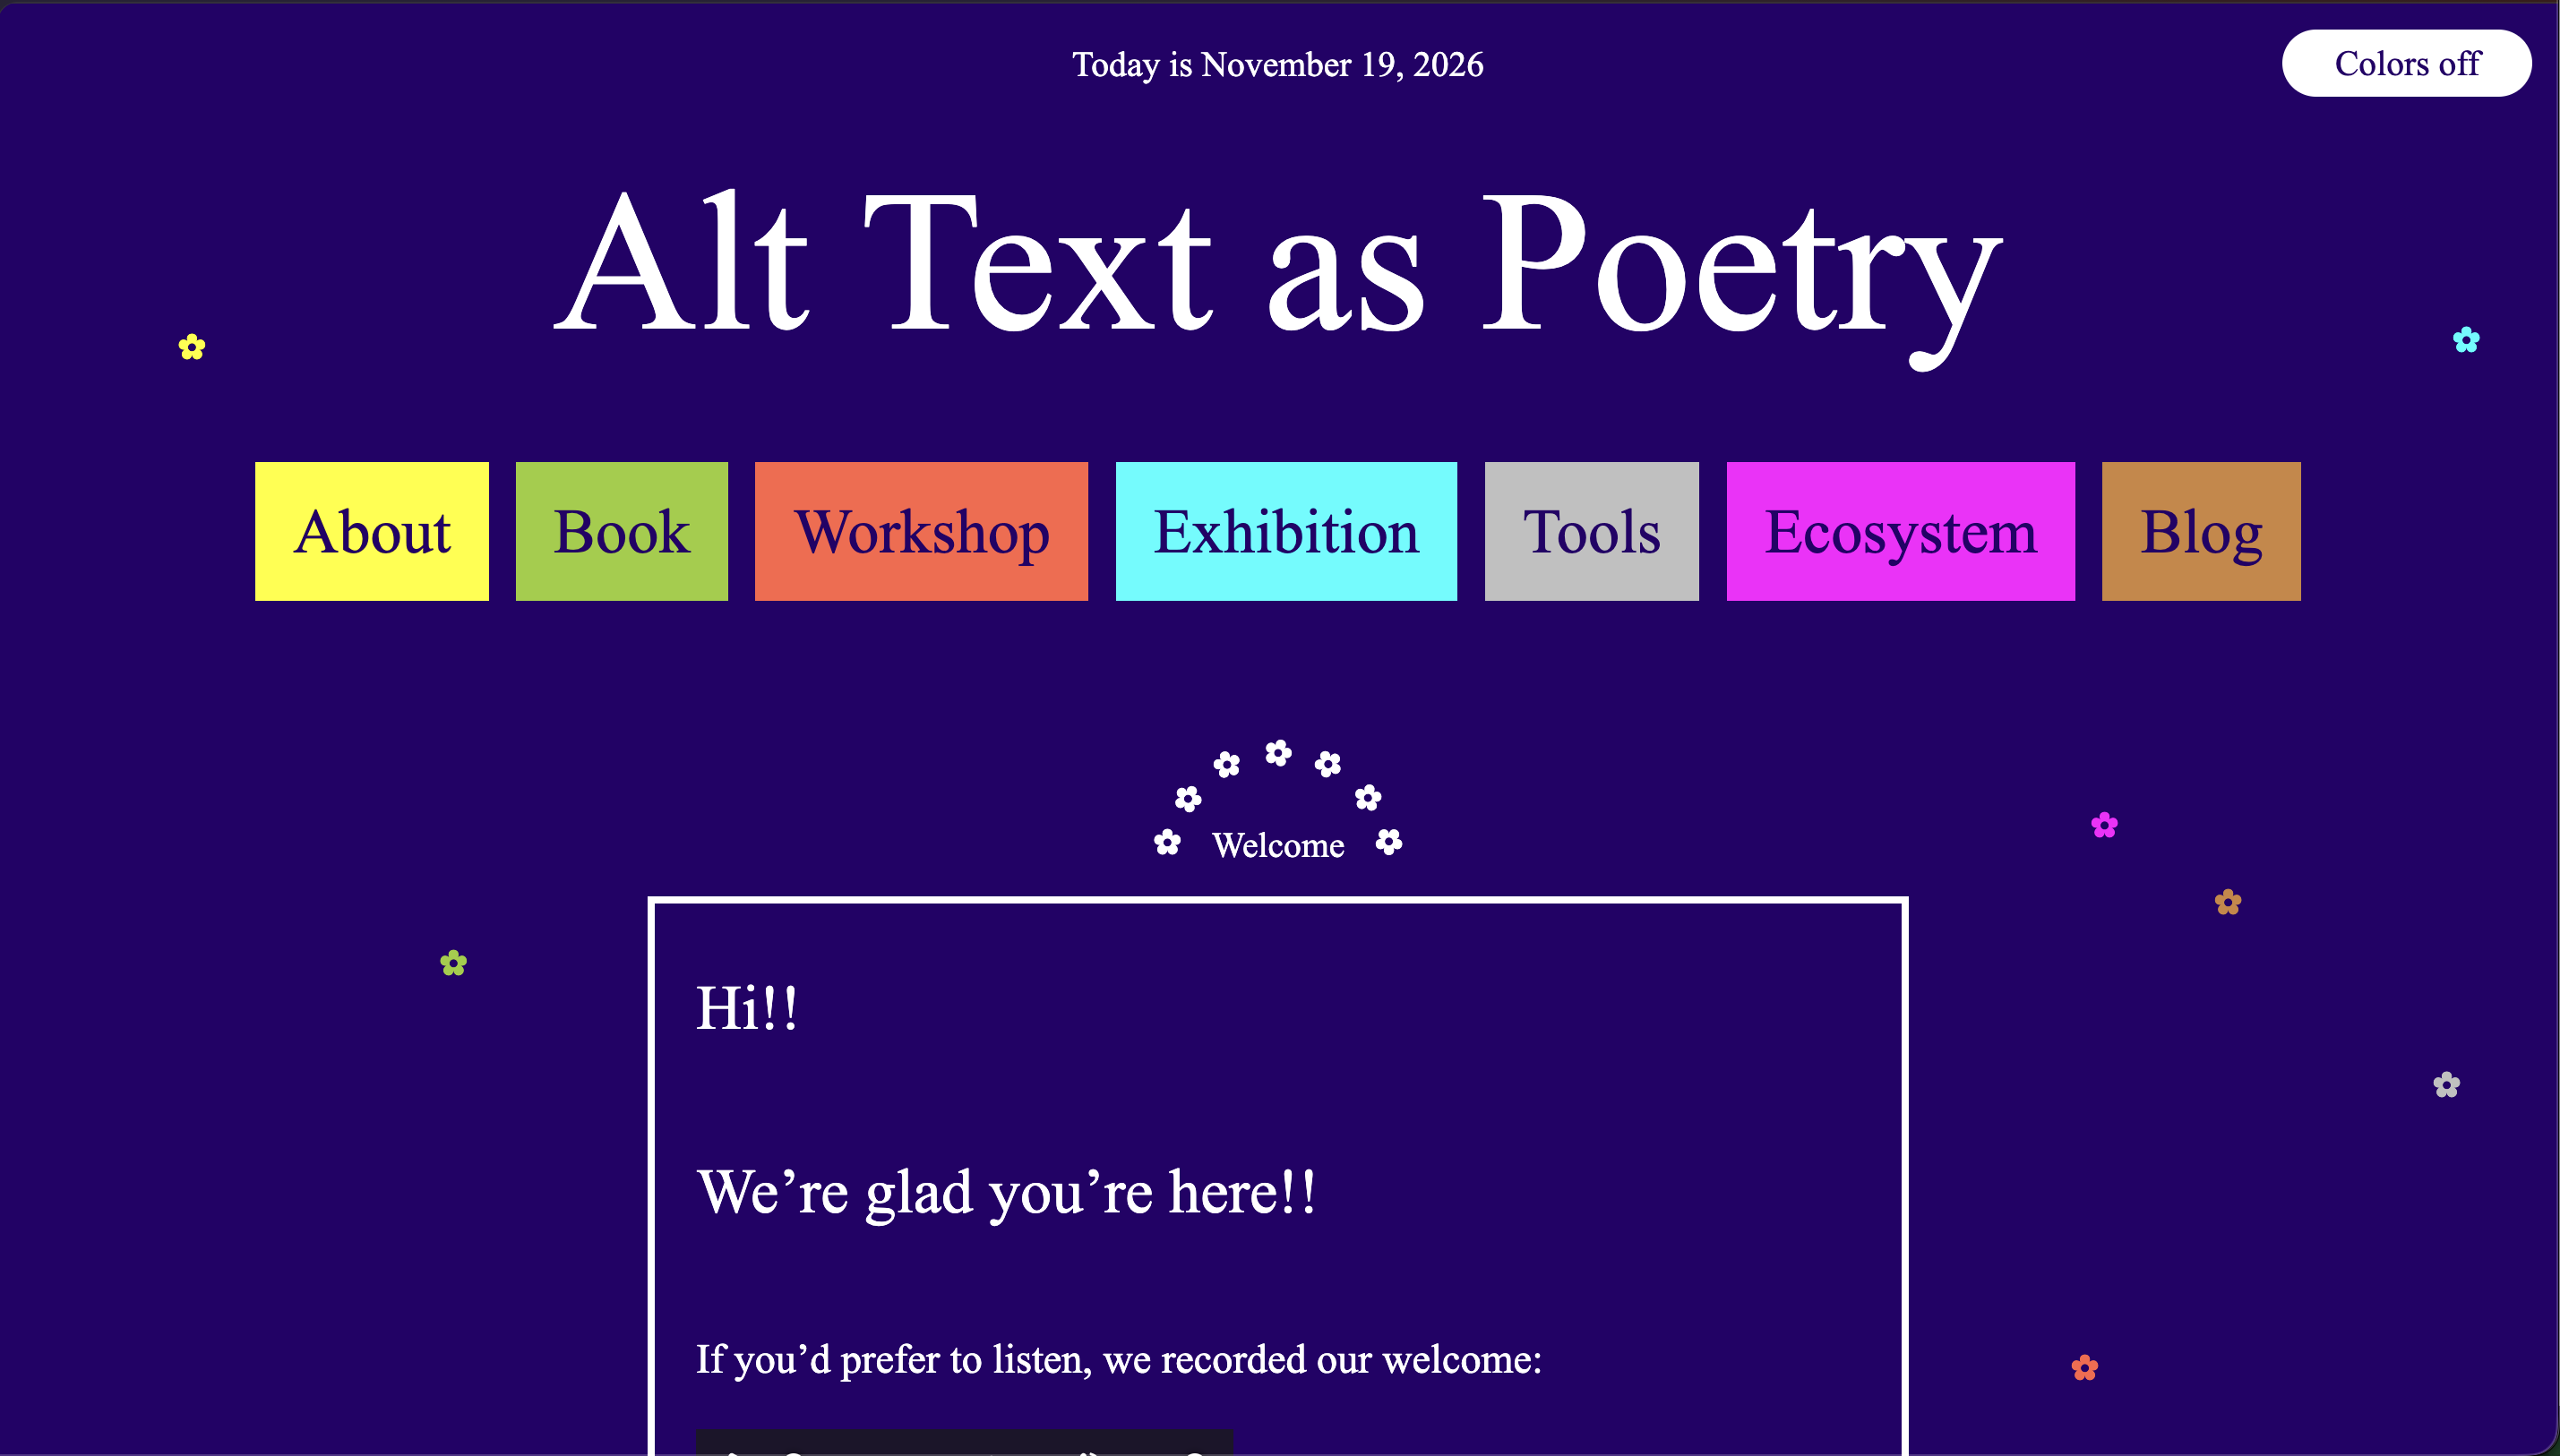 Today is November 19, 2026
Colors off
Alt Text as Poetry
About Book Workshop Exhibition Tools Ecosystem Blog
Welcome
Hi!!
We’re glad you’re here!!
If you’d prefer to listen, we recorded our welcome: